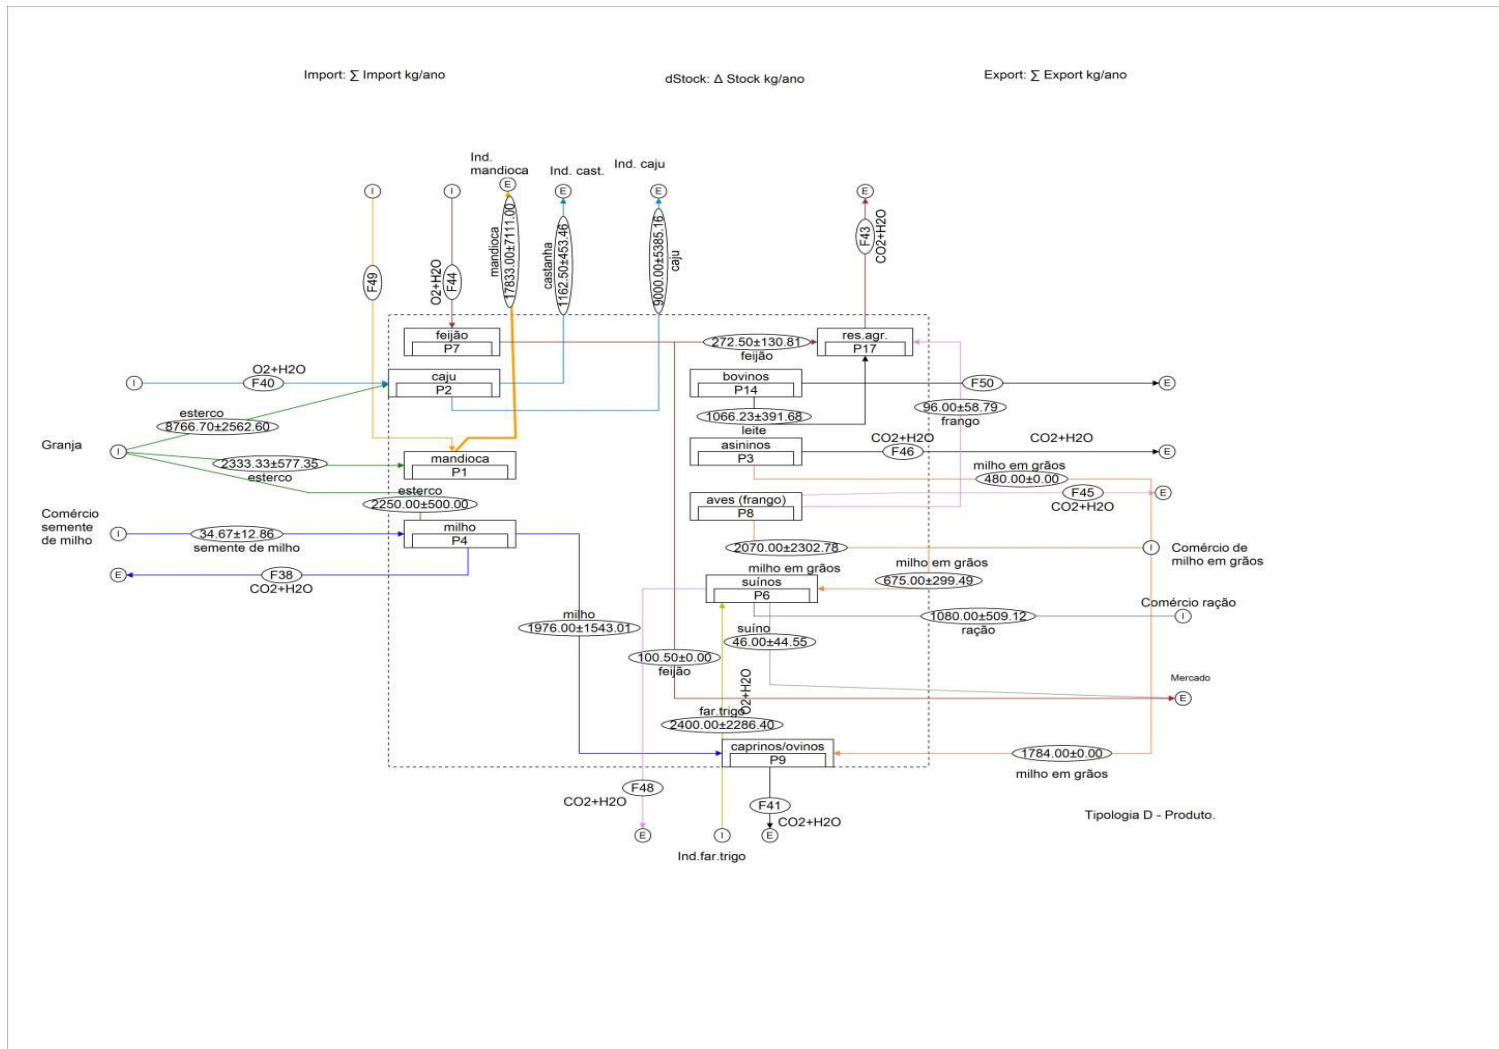 Import: ∑ Import kg/ano
dStock: Δ Stock kg/ano
Export: ∑ Export kg/ano
Ind.
mandioca
Ind. cast.
Ind. caju
I
I
E
E
E
E
F49
O2+H2O
F44
mandioca
17833.00±7111.00
castanha
1162.50±453.46
9000.00±5385.16
caju
F43
CO2+H2O
feijão
P7
272.50±130.81
feijão
res.agr.
P17
I
O2+H2O
F40
caju
P2
bovinos
P14
F50
E
esterco
8766.70±2562.60
1066.23±391.68
leite
96.00±58.79
frango
Granja
I
2333.33±577.35
esterco
mandioca
P1
asininos
P3
CO2+H2O
F46
CO2+H2O
E
milho em grãos
480.00±0.00
esterco
2250.00±500.00
aves (frango)
P8
F45
CO2+H2O
E
Comércio
semente
de milho
I
34.67±12.86
semente de milho
milho
P4
2070.00±2302.78
milho em grãos
I
Comércio de
milho em grãos
E
F38
CO2+H2O
milho em grãos
675.00±299.49
suínos
P6
Comércio ração
1080.00±509.12
ração
I
milho
1976.00±1543.01
suíno
46.00±44.55
100.50±0.00
feijão
O2+H2O
Mercado
E
far.trigo
2400.00±2286.40
caprinos/ovinos
P9
1784.00±0.00
milho em grãos
F48
CO2+H2O
F41
CO2+H2O
E
I
E
Ind.far.trigo
Tipologia D - Produto.